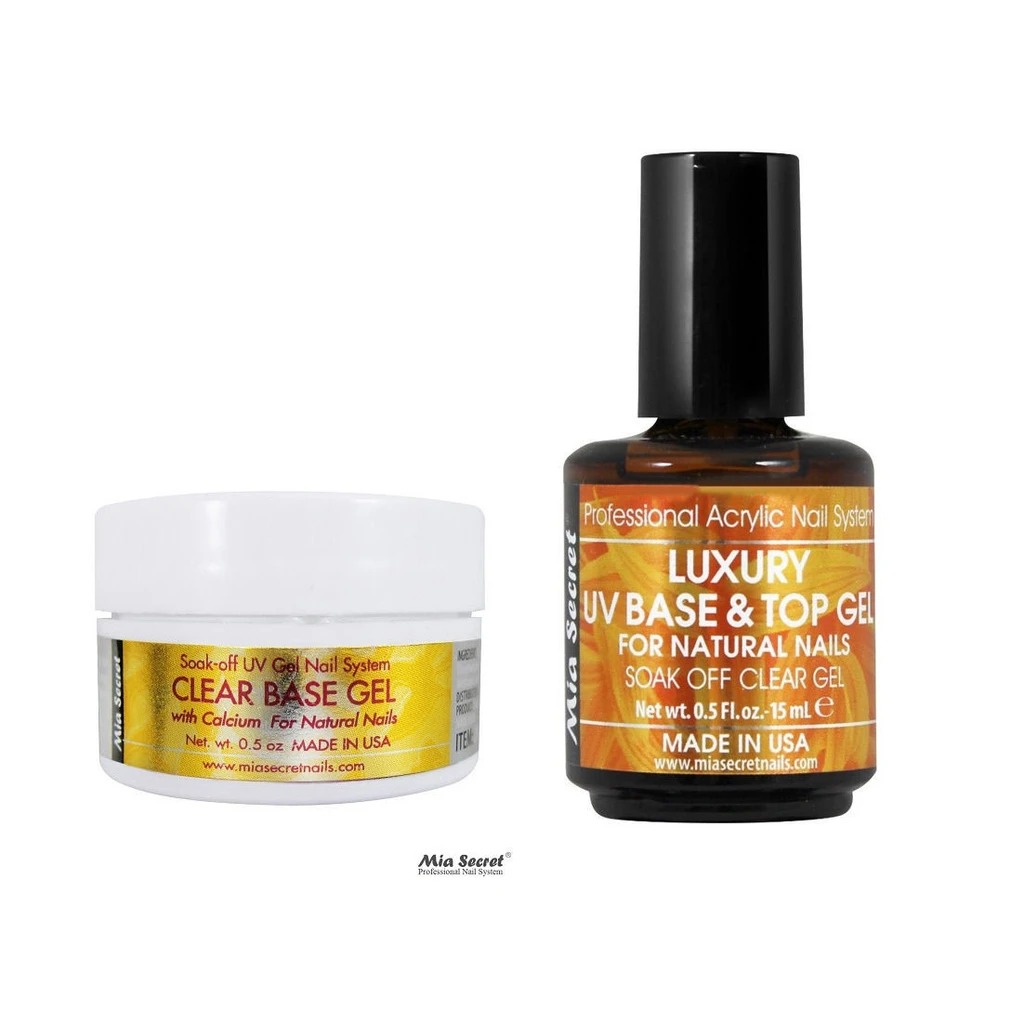 Mia Secret
Soak-off UV Gel Nail System
CLEAR BASE GEL
with Calcium For Natural Nails
Net. wt. 0.5 oz MADE IN USA
www.miasecretnails.com
ITEM:
Mia Secret
Professional Acrylic Nail System
LUXURY
UV BASE & TOP GEL
FOR NATURAL NAILS
SOAK OFF CLEAR GEL
Net wt. 0.5 Fl. oz.-15 mL ℮
MADE IN USA
www.miasecretnails.com
Mia Secret®
Professional Nail System